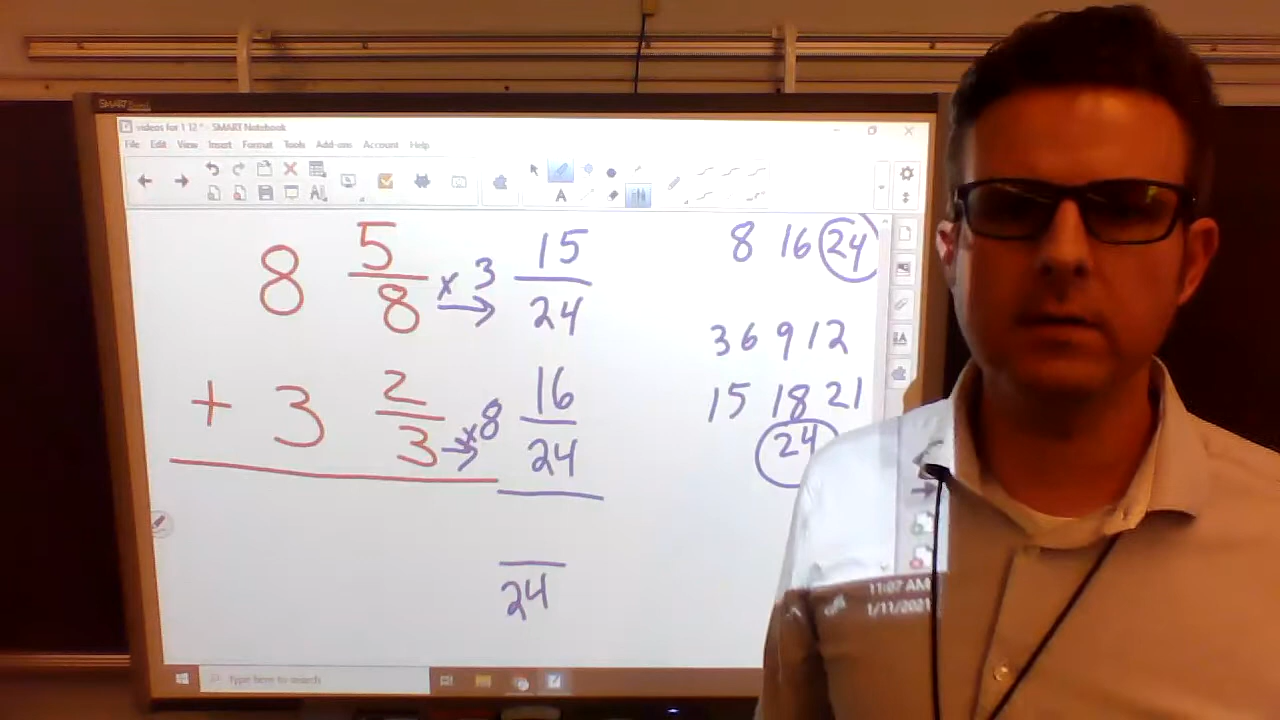 SMART
videos for 1 12 * - SMART Notebook
File Edit View Insert Format Tools Add-ons Account Help
8 5/8 x 3 → 15/24
+ 3 2/3 x8 → 16/24
24
8 16 24
3 6 9 12
15 18 21
24
11:07 AM
1/11/2021
Type here to search